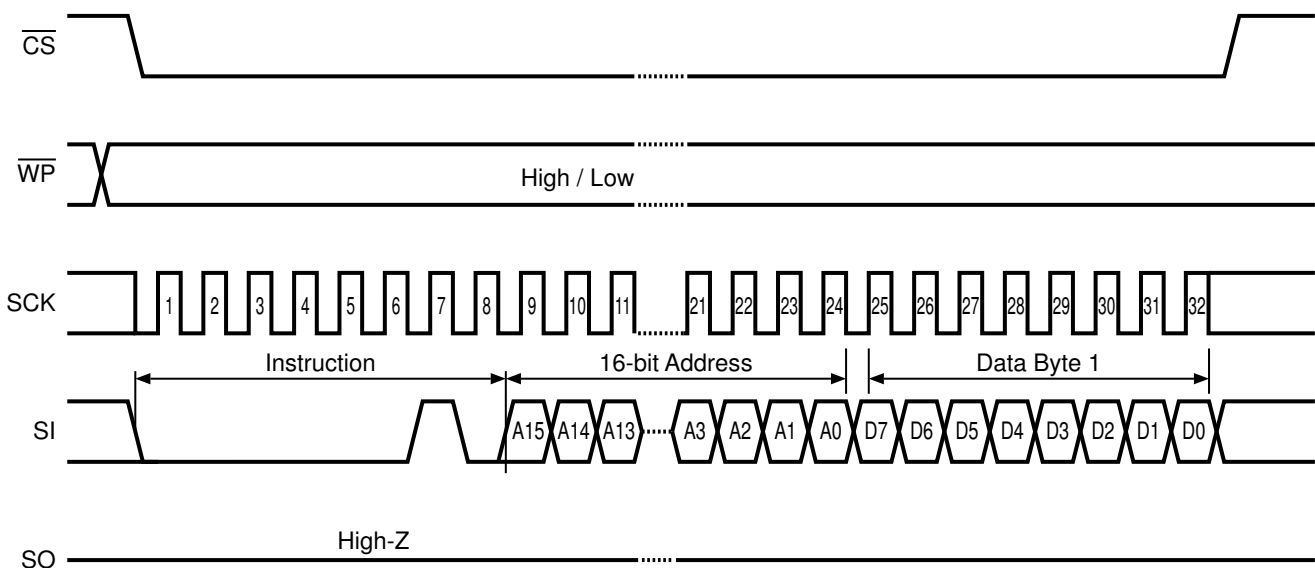 CS
WP
High / Low
SCK
1 2 3 4 5 6 7 8 9 10 11 21 22 23 24 25 26 27 28 29 30 31 32
Instruction 16-bit Address Data Byte 1
SI
A15 A14 A13 A3 A2 A1 A0 D7 D6 D5 D4 D3 D2 D1 D0
High-Z
SO